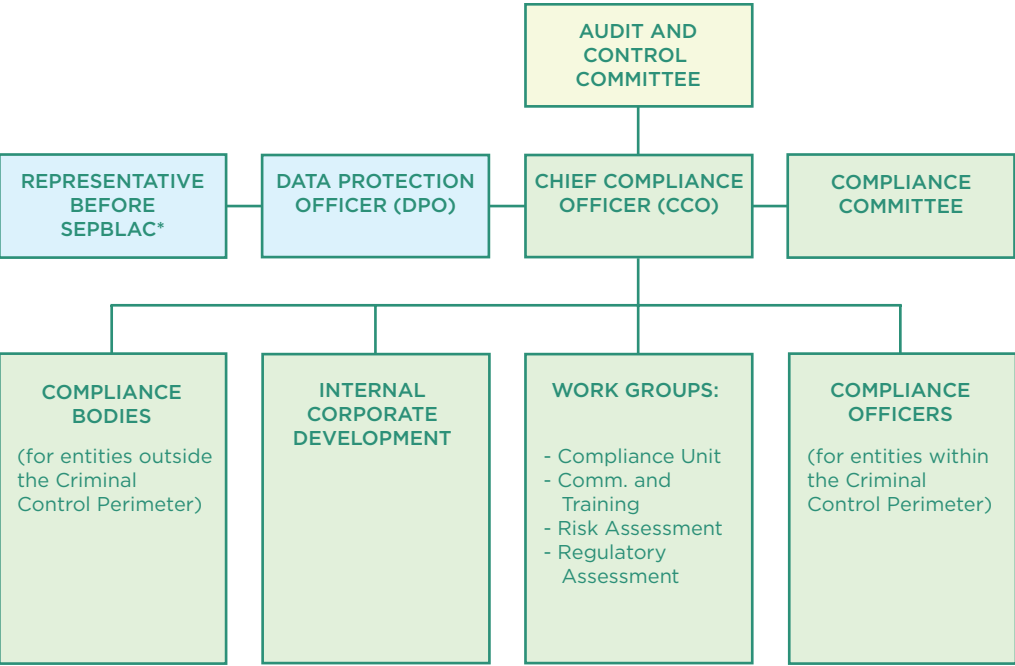 AUDIT AND
CONTROL
COMMITTEE
REPRESENTATIVE
BEFORE
SEPBLAC*
DATA PROTECTION
OFFICER (DPO)
CHIEF COMPLIANCE
OFFICER (CCO)
COMPLIANCE
COMMITTEE
COMPLIANCE
BODIES
(for entities outside
the Criminal
Control Perimeter)
INTERNAL
CORPORATE
DEVELOPMENT
WORK GROUPS:
- Compliance Unit
- Comm. and
Training
- Risk Assessment
- Regulatory
Assessment
COMPLIANCE
OFFICERS
(for entities within
the Criminal
Control Perimeter)